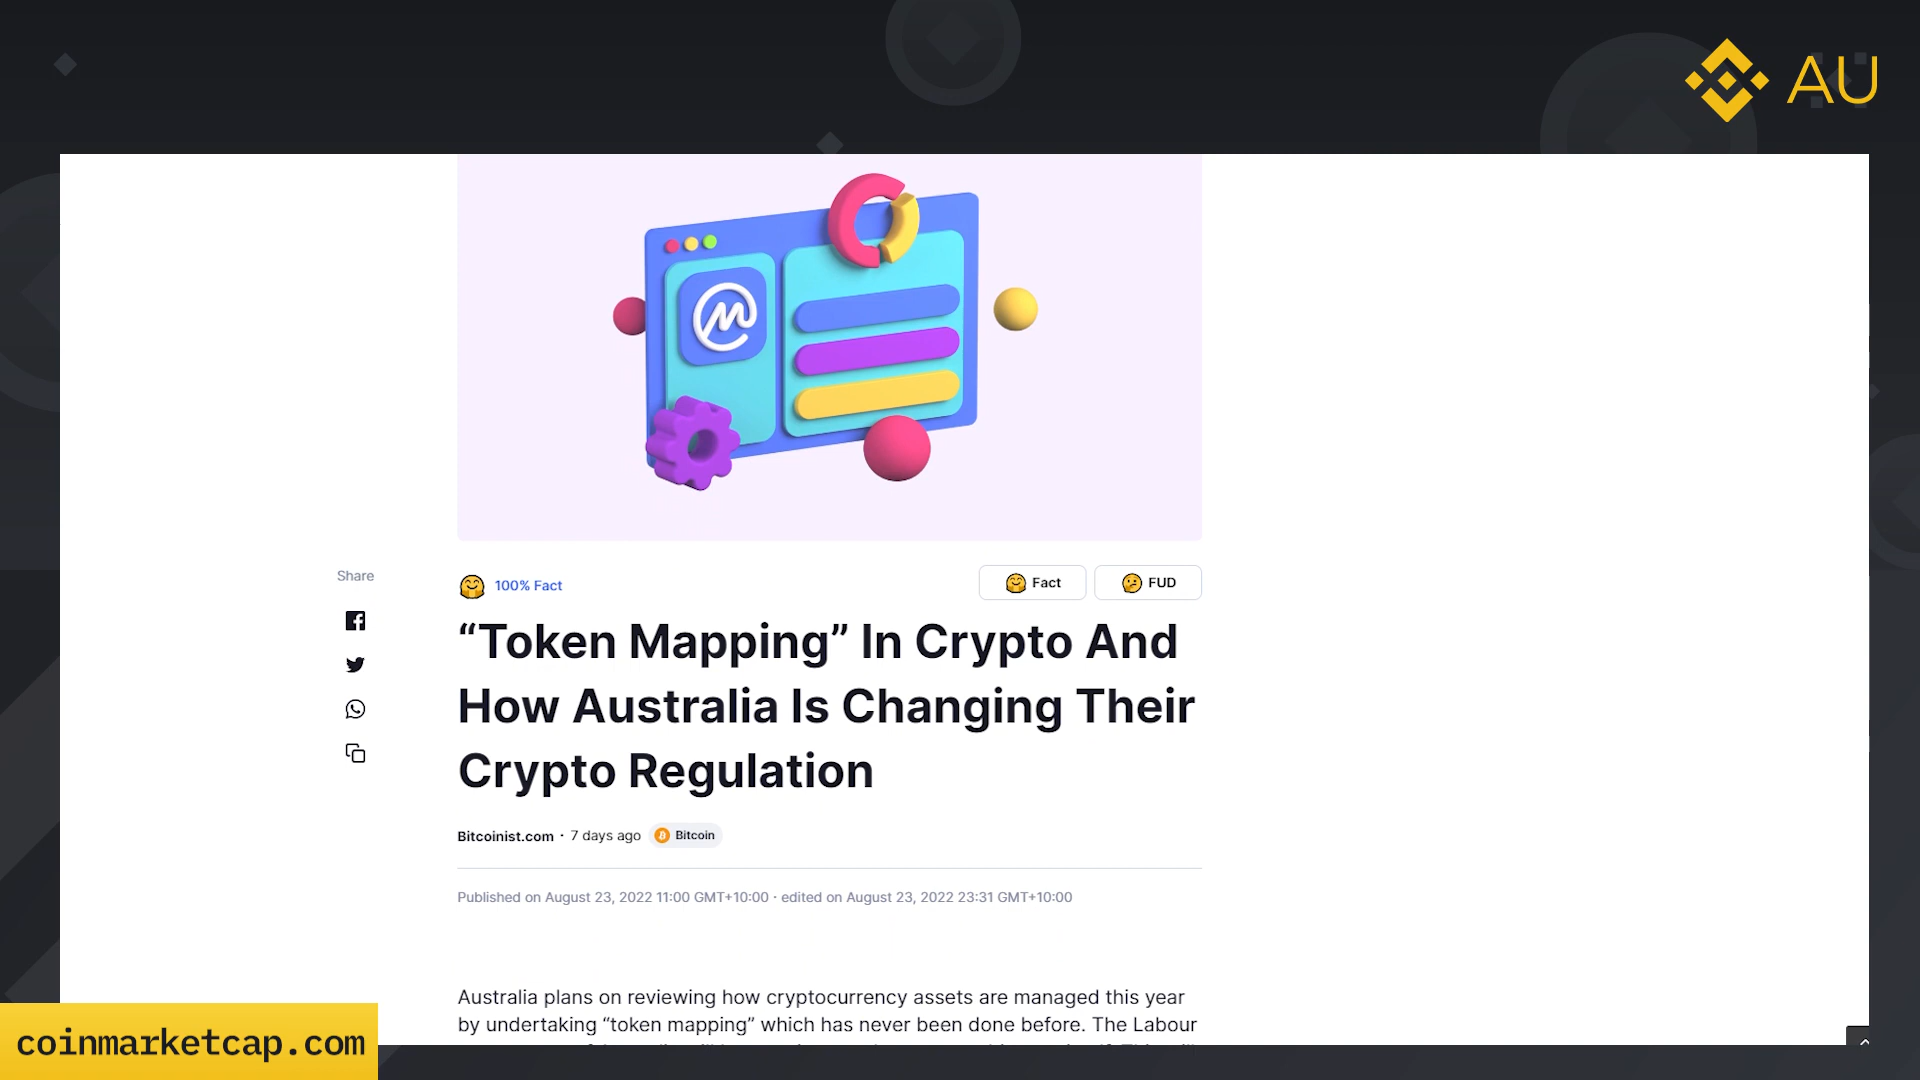 AU
Share
100% Fact
Fact
FUD
“Token Mapping” In Crypto And
How Australia Is Changing Their
Crypto Regulation
Bitcoinist.com · 7 days ago Bitcoin
Published on August 23, 2022 11:00 GMT+10:00 · edited on August 23, 2022 23:31 GMT+10:00
Australia plans on reviewing how cryptocurrency assets are managed this year
by undertaking “token mapping” which has never been done before. The Labour
coinmarketcap.com